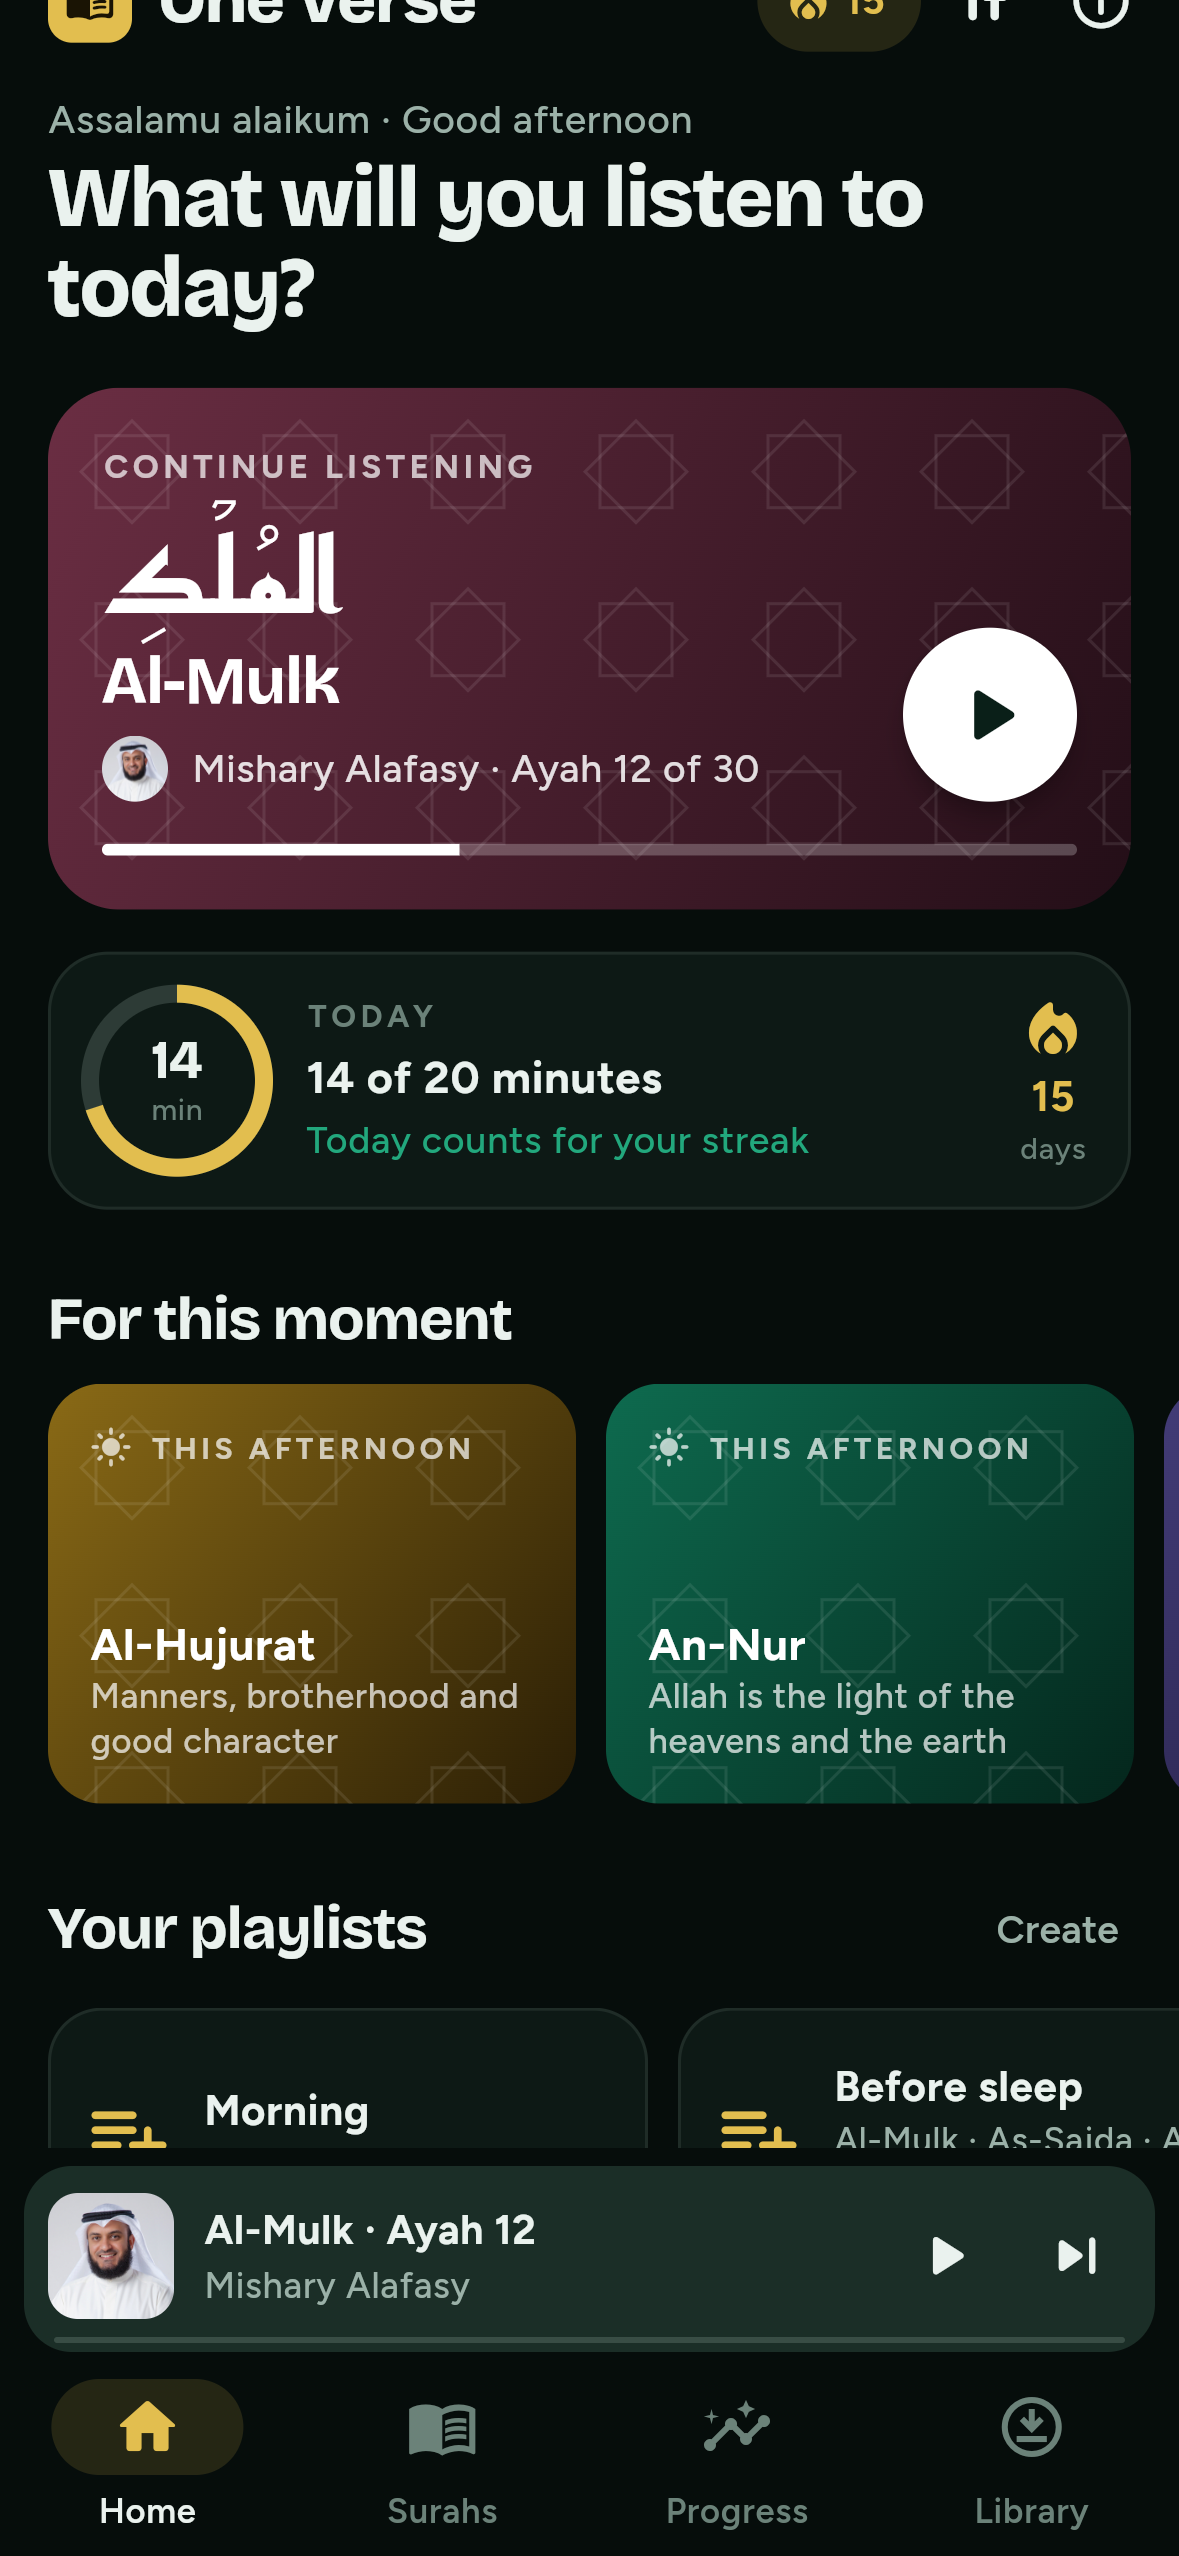 One Verse
15
Assalamu alaikum · Good afternoon
What will you listen to
today?
CONTINUE LISTENING
المُلْكِ
Al-Mulk
Mishary Alafasy · Ayah 12 of 30
14
min
TODAY
14 of 20 minutes
Today counts for your streak
15
days
For this moment
THIS AFTERNOON
Al-Hujurat
Manners, brotherhood and
good character
THIS AFTERNOON
An-Nur
Allah is the light of the
heavens and the earth
Your playlists
Create
Morning
Before sleep
Al-Mulk · As-Sajda ·
Al-Mulk · Ayah 12
Mishary Alafasy
Home
Surahs
Progress
Library